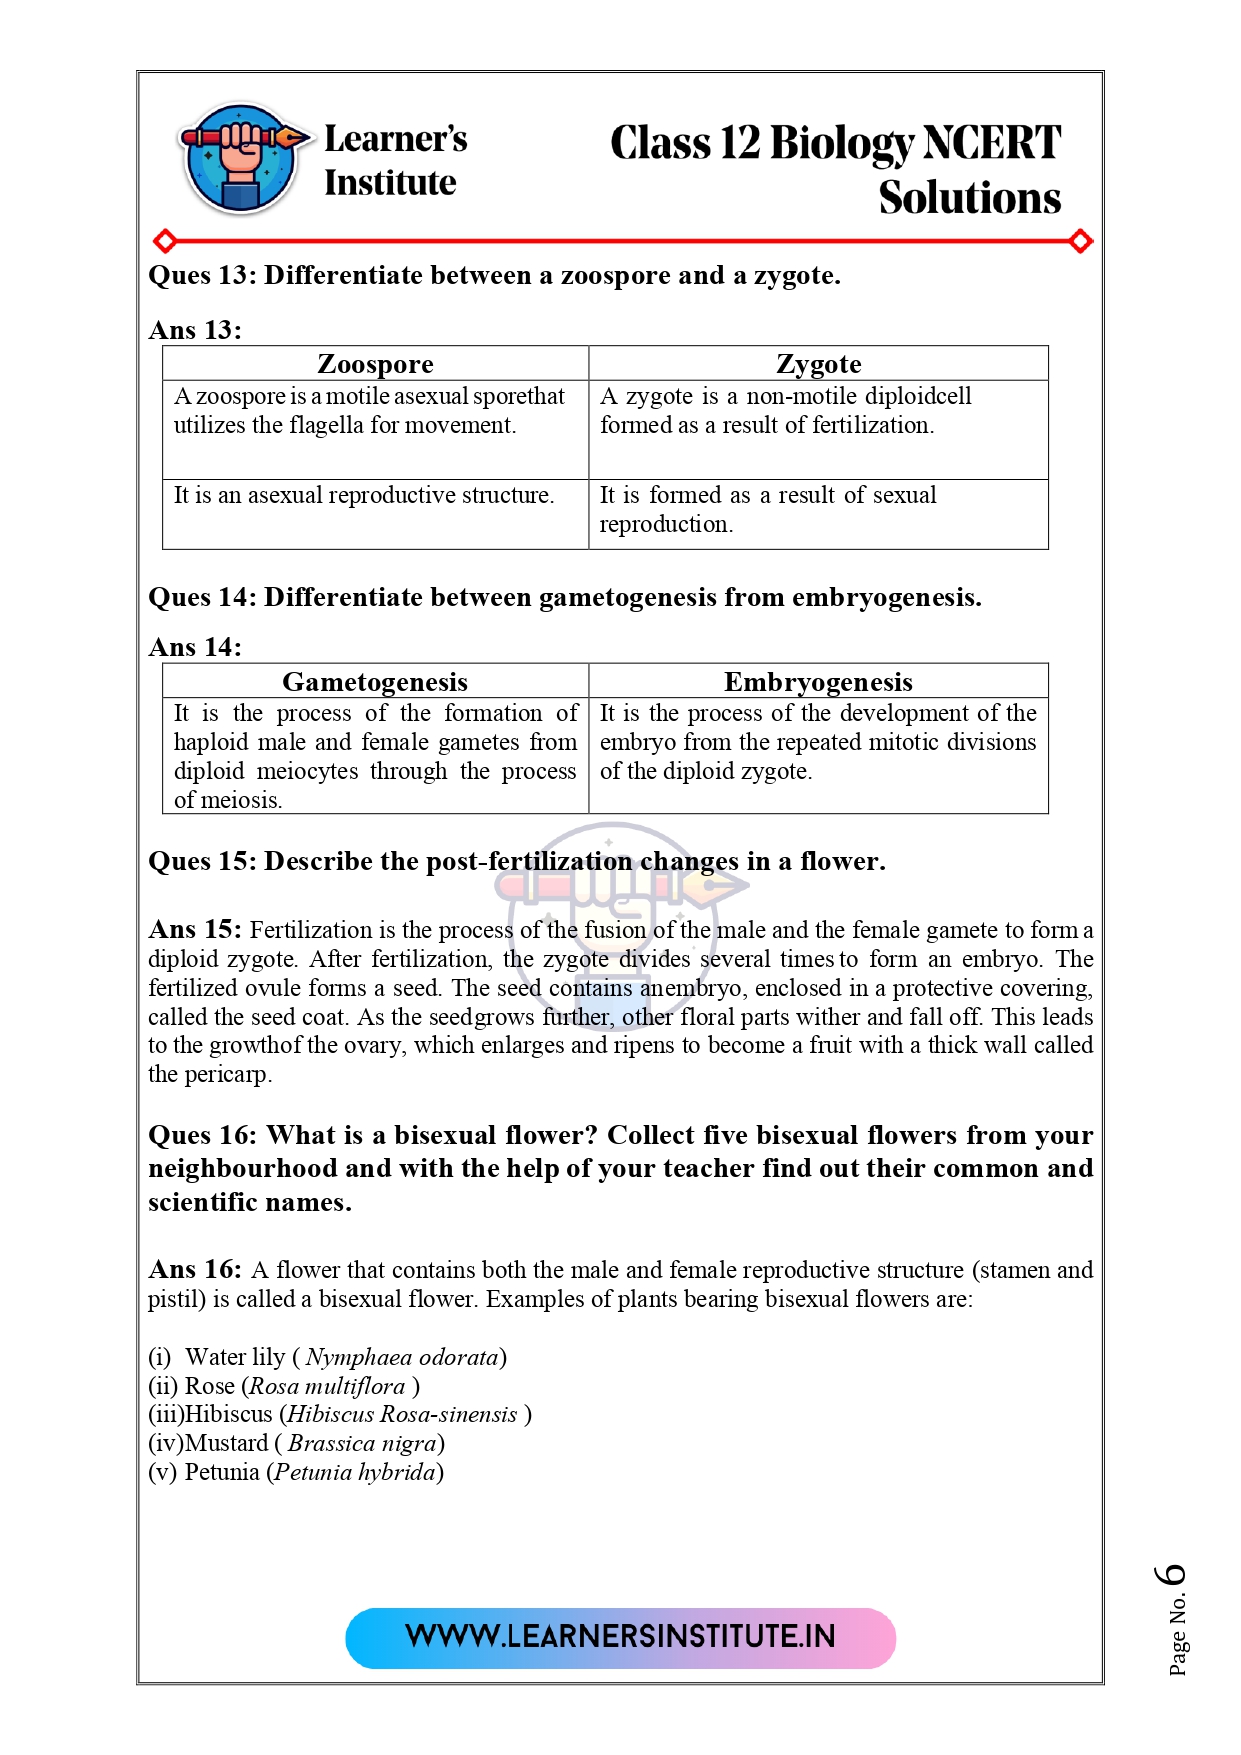 Learner's
Institute
Class 12 Biology NCERT
Solutions
Ques 13: Differentiate between a zoospore and a zygote.
Ans 13:
Zoospore
Zygote
A zoospore is a motile asexual sporethat
utilizes the flagella for movement.
A zygote is a non-motile diploidcell
formed as a result of fertilization.
It is an asexual reproductive structure.
It is formed as a result of sexual
reproduction.
Ques 14: Differentiate between gametogenesis from embryogenesis.
Ans 14:
Gametogenesis
Embryogenesis
It is the process of the formation of
haploid male and female gametes from
diploid meiocytes through the process
of meiosis.
It is the process of the development of the
embryo from the repeated mitotic divisions
of the diploid zygote.
Ques 15: Describe the post-fertilization changes in a flower.
Ans 15: Fertilization is the process of the fusion of the male and the female gamete to form a
diploid zygote. After fertilization, the zygote divides several times to form an embryo. The
fertilized ovule forms a seed. The seed contains anembryo, enclosed in a protective covering,
called the seed coat. As the seedgrows further, other floral parts wither and fall off. This leads
to the growthof the ovary, which enlarges and ripens to become a fruit with a thick wall called
the pericarp.
Ques 16: What is a bisexual flower? Collect five bisexual flowers from your
neighbourhood and with the help of your teacher find out their common and
scientific names.
Ans 16: A flower that contains both the male and female reproductive structure (stamen and
pistil) is called a bisexual flower. Examples of plants bearing bisexual flowers are:
(i) Water lily ( Nymphaea odorata)
(ii) Rose (Rosa multiflora )
(iii)Hibiscus (Hibiscus Rosa-sinensis )
(iv)Mustard ( Brassica nigra)
(v) Petunia (Petunia hybrida)
WWW.LEARNERSINSTITUTE.IN
Page No. 6